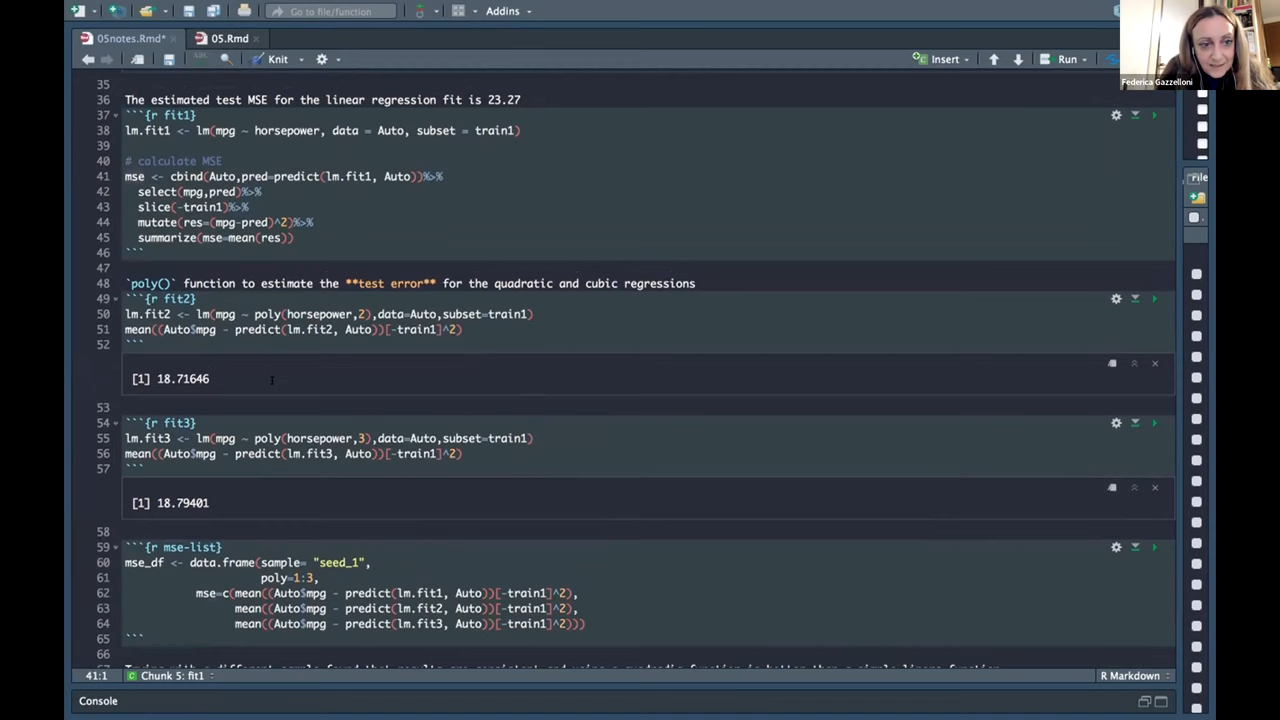 Go to file/function
Addins
05notes.Rmd*
05.Rmd
Knit
Insert
Run
Federica Gazzelloni
File
35
36 The estimated test MSE for the linear regression fit is 23.27
37 ```{r fit1}
38 lm.fit1 <- lm(mpg ~ horsepower, data = Auto, subset = train1)
39
40 # calculate MSE
41 mse <- cbind(Auto,pred=predict(lm.fit1, Auto))%>%
42 select(mpg,pred)%>%
43 slice(-train1)%>%
44 mutate(res=(mpg-pred)^2)%>%
45 summarize(mse=mean(res))
46 ```
47
48 `poly()` function to estimate the **test error** for the quadratic and cubic regressions
49 ```{r fit2}
50 lm.fit2 <- lm(mpg ~ poly(horsepower,2),data=Auto,subset=train1)
51 mean((Auto$mpg - predict(lm.fit2, Auto))[-train1]^2)
52 ```
[1] 18.71646
53
54 ```{r fit3}
55 lm.fit3 <- lm(mpg ~ poly(horsepower,3),data=Auto,subset=train1)
56 mean((Auto$mpg - predict(lm.fit3, Auto))[-train1]^2)
57 ```
[1] 18.79401
58
59 ```{r mse-list}
60 mse_df <- data.frame(sample= "seed_1",
61 poly=1:3,
62 mse=c(mean((Auto$mpg - predict(lm.fit1, Auto))[-train1]^2),
63 mean((Auto$mpg - predict(lm.fit2, Auto))[-train1]^2),
64 mean((Auto$mpg - predict(lm.fit3, Auto))[-train1]^2)))
65 ```
66
41:1
Chunk 5: fit1
R Markdown
Console